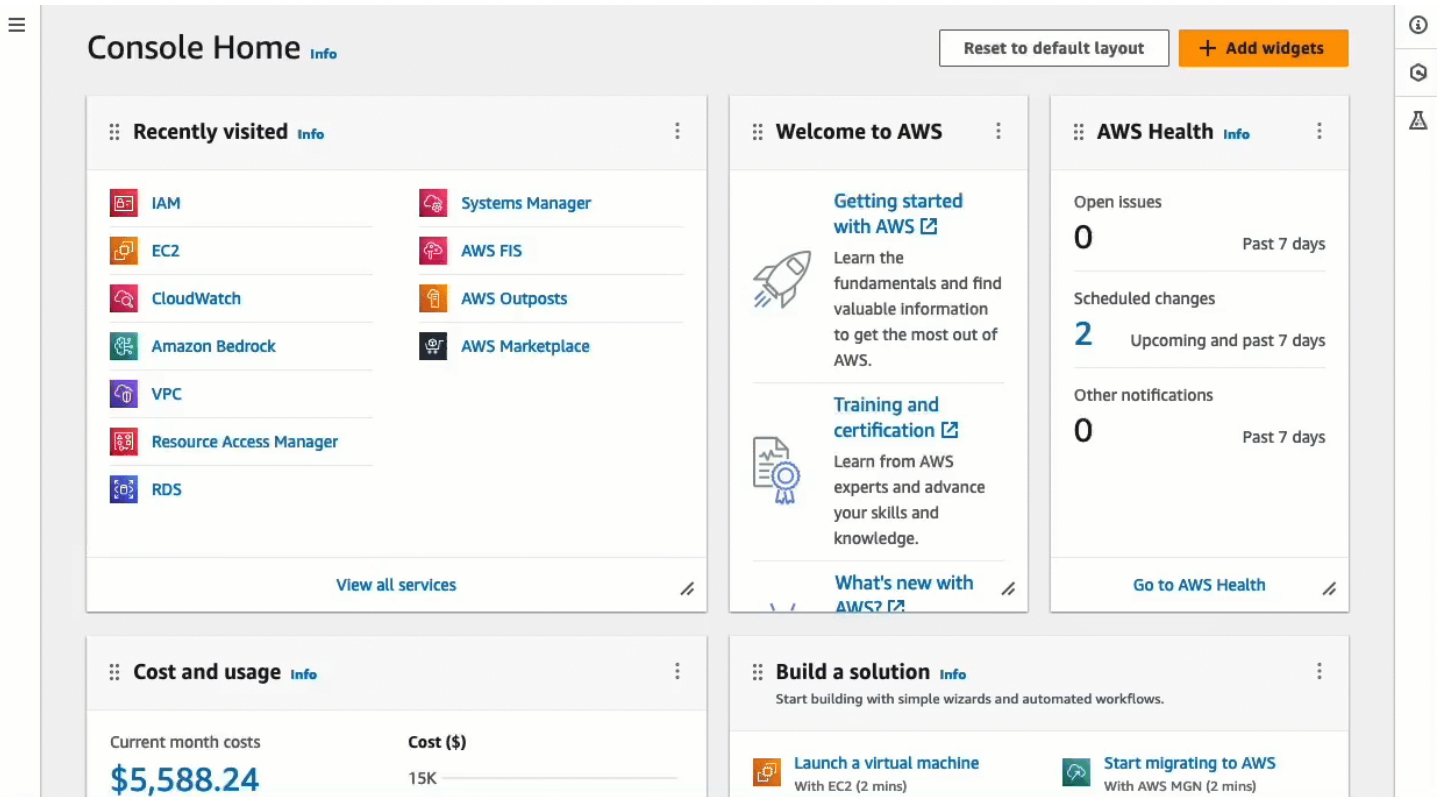 Console Home Info
Reset to default layout
+ Add widgets
Recently visited Info
IAM
EC2
CloudWatch
Amazon Bedrock
VPC
Resource Access Manager
RDS
Systems Manager
AWS FIS
AWS Outposts
AWS Marketplace
View all services
Welcome to AWS
Getting started
with AWS
Learn the
fundamentals and find
valuable information
to get the most out of
AWS.
Training and
certification
Learn from AWS
experts and advance
your skills and
knowledge.
What's new with
AWS?
AWS Health Info
Open issues
0
Past 7 days
Scheduled changes
2
Upcoming and past 7 days
Other notifications
0
Past 7 days
Go to AWS Health
Cost and usage Info
Current month costs
$5,588.24
Cost ($)
15K
Build a solution Info
Start building with simple wizards and automated workflows.
Launch a virtual machine
With EC2 (2 mins)
Start migrating to AWS
With AWS MGN (2 mins)